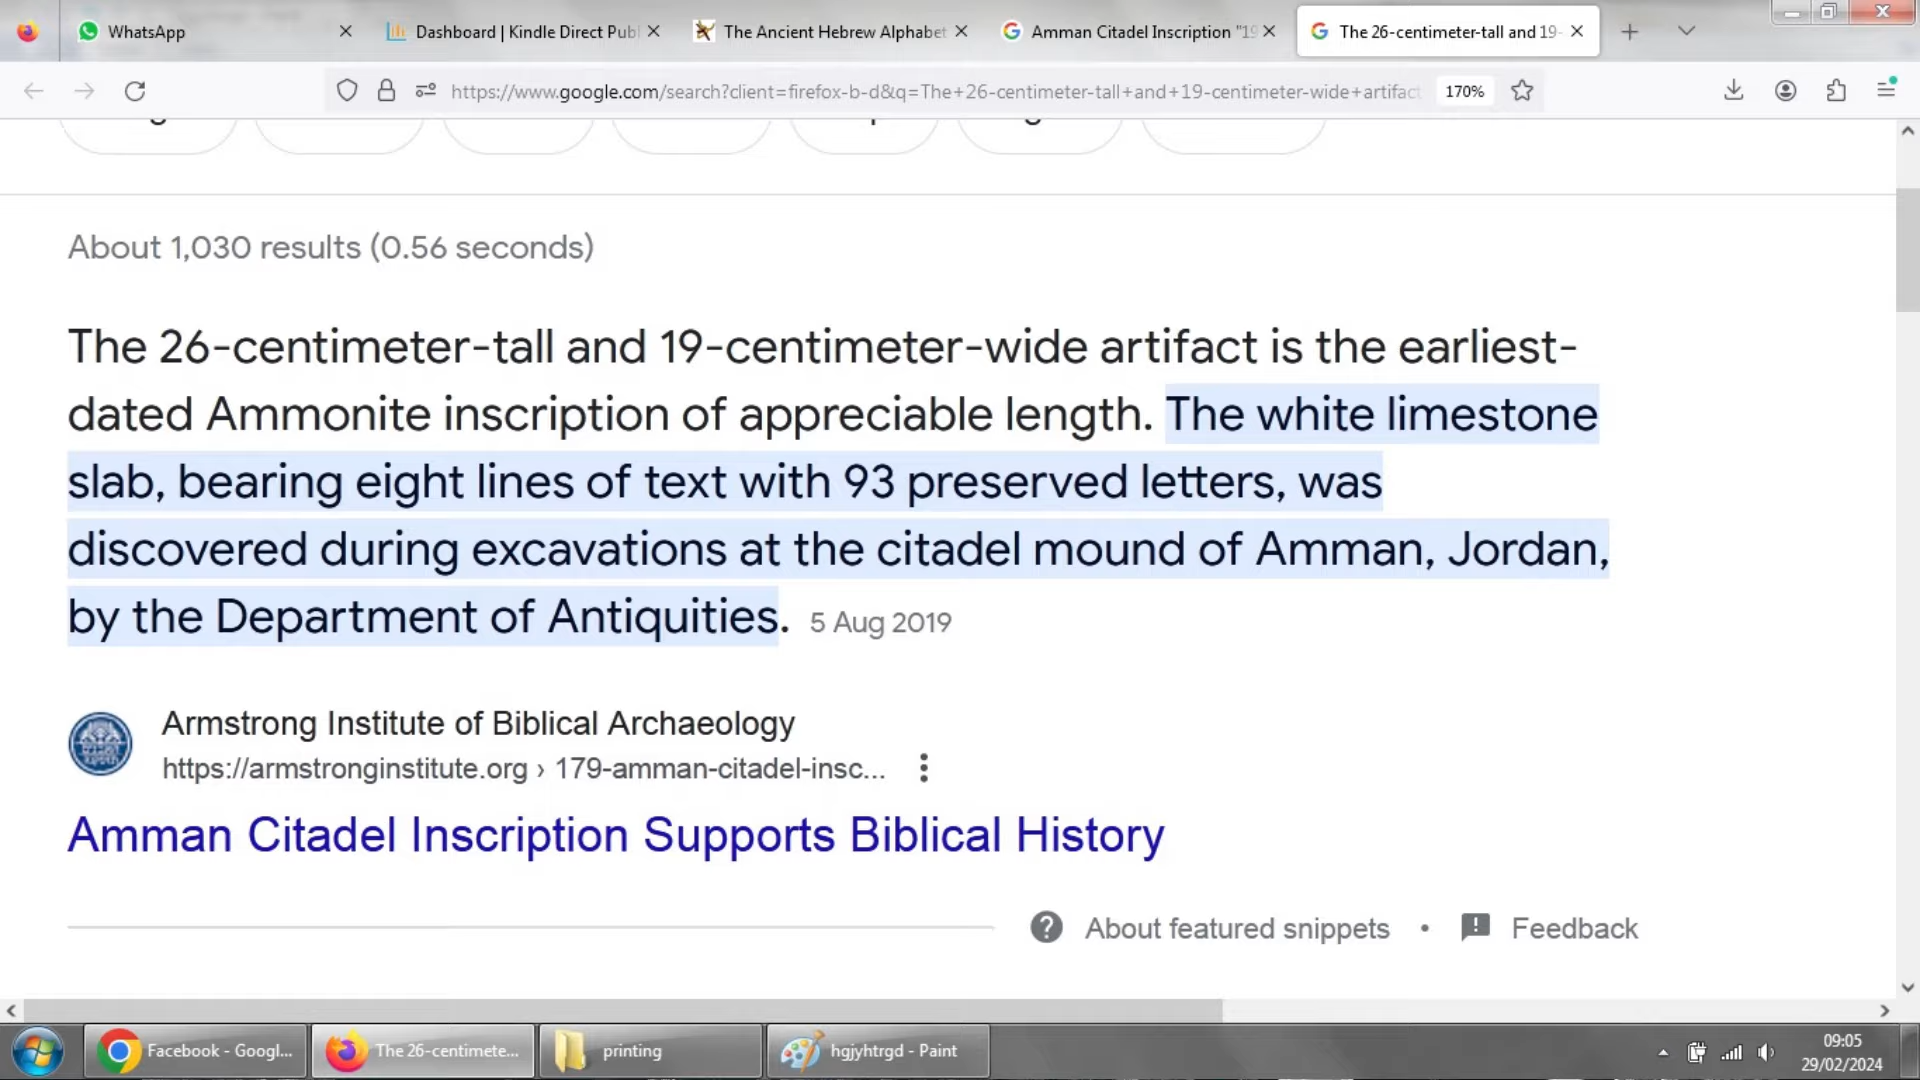 WhatsApp
Dashboard | Kindle Direct Publ
The Ancient Hebrew Alphabet
Amman Citadel Inscription "19
The 26-centimeter-tall and 19-
https://www.google.com/search?client=firefox-b-d&q=The+26-centimeter-tall+and+19-centimeter-wide+artifact
170%
About 1,030 results (0.56 seconds)
The 26-centimeter-tall and 19-centimeter-wide artifact is the earliest-
dated Ammonite inscription of appreciable length. The white limestone
slab, bearing eight lines of text with 93 preserved letters, was
discovered during excavations at the citadel mound of Amman, Jordan,
by the Department of Antiquities. 5 Aug 2019
Armstrong Institute of Biblical Archaeology
https://armstronginstitute.org › 179-amman-citadel-insc...
Amman Citadel Inscription Supports Biblical History
About featured snippets • Feedback
Facebook - Googl...
The 26-centimete...
printing
hgjyhtrgd - Paint
09:05
29/02/2024